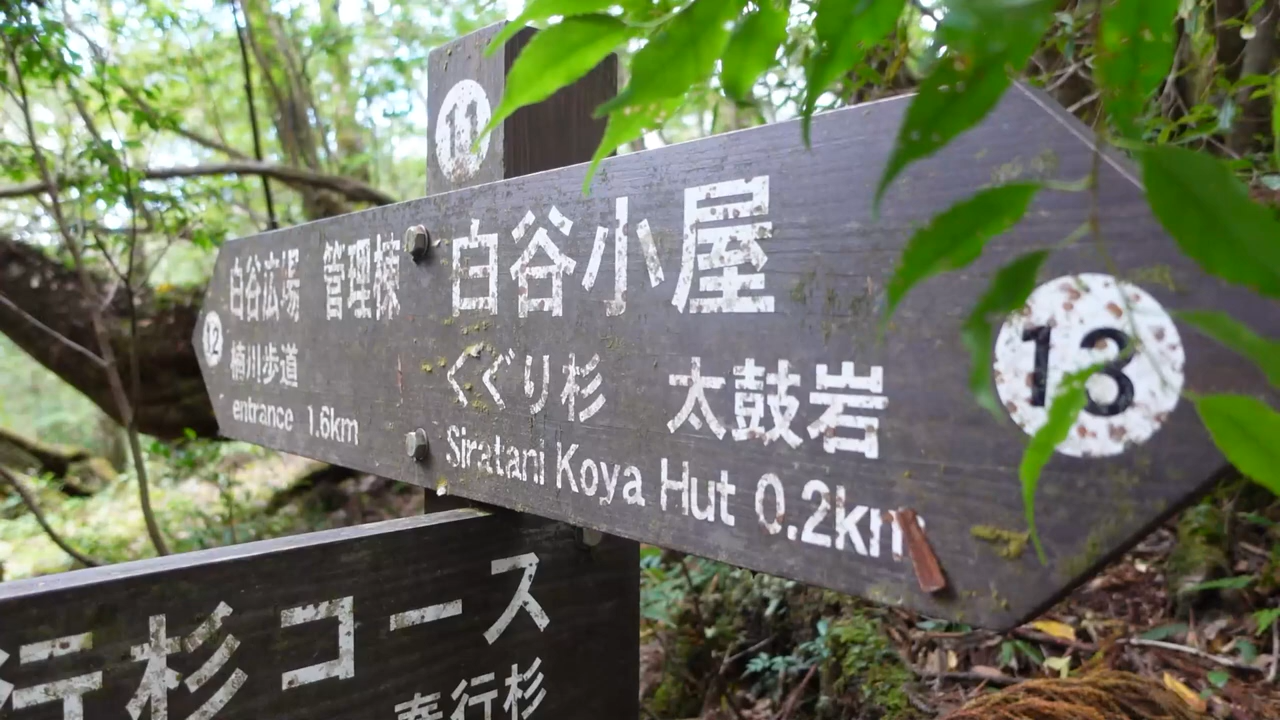 11
白谷広場 管理棟
12
楠川歩道
entrance 1.6km
白谷小屋
くぐり杉 太鼓岩
13
Siratani Koya Hut 0.2km
行杉コース
奉行杉